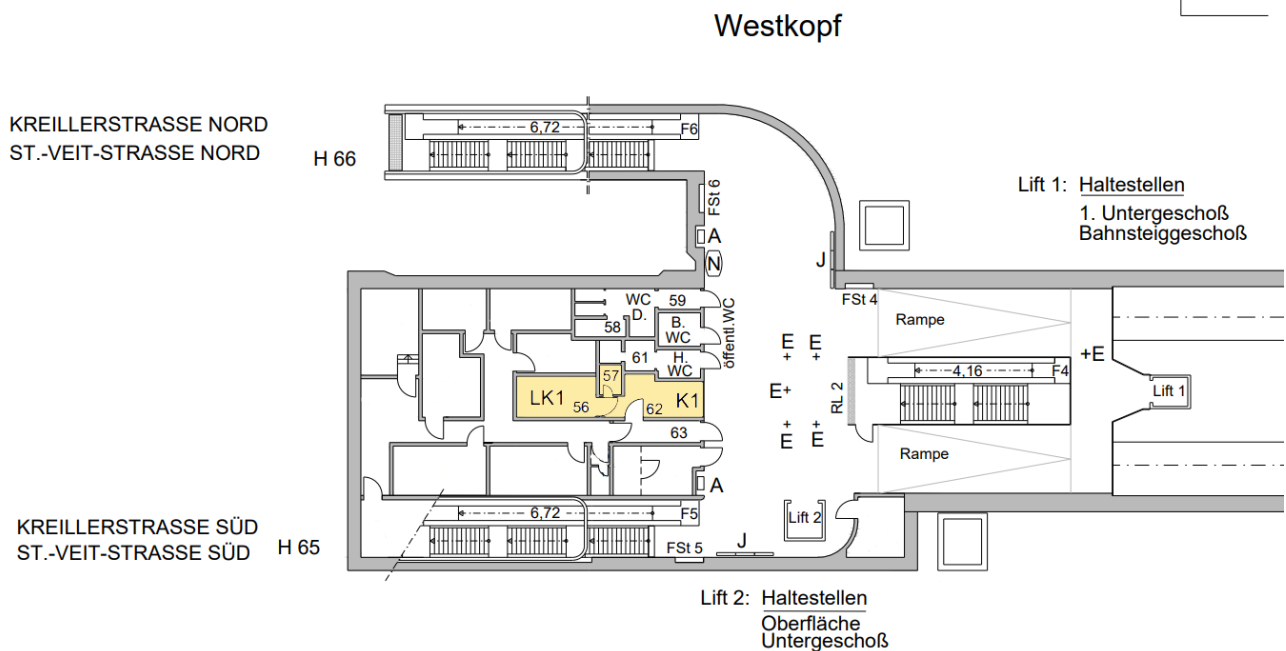 Westkopf
KREILLERSTRASSE NORD
ST.-VEIT-STRASSE NORD
H 66
6,72
F6
FSt 6
A
N
J
Lift 1: Haltestellen
1. Untergeschoß
Bahnsteiggeschoß
FSt 4
WC
D.
59
58
B.
WC
öffentl.WC
61
H.
WC
57
LK1
56
62
K1
63
A
E
E
E+
E
E
RL 2
Rampe
4,16
F4
+E
Lift 1
Rampe
KREILLERSTRASSE SÜD
ST.-VEIT-STRASSE SÜD
H 65
6,72
F5
FSt 5
J
Lift 2
Lift 2: Haltestellen
Oberfläche
Untergeschoß